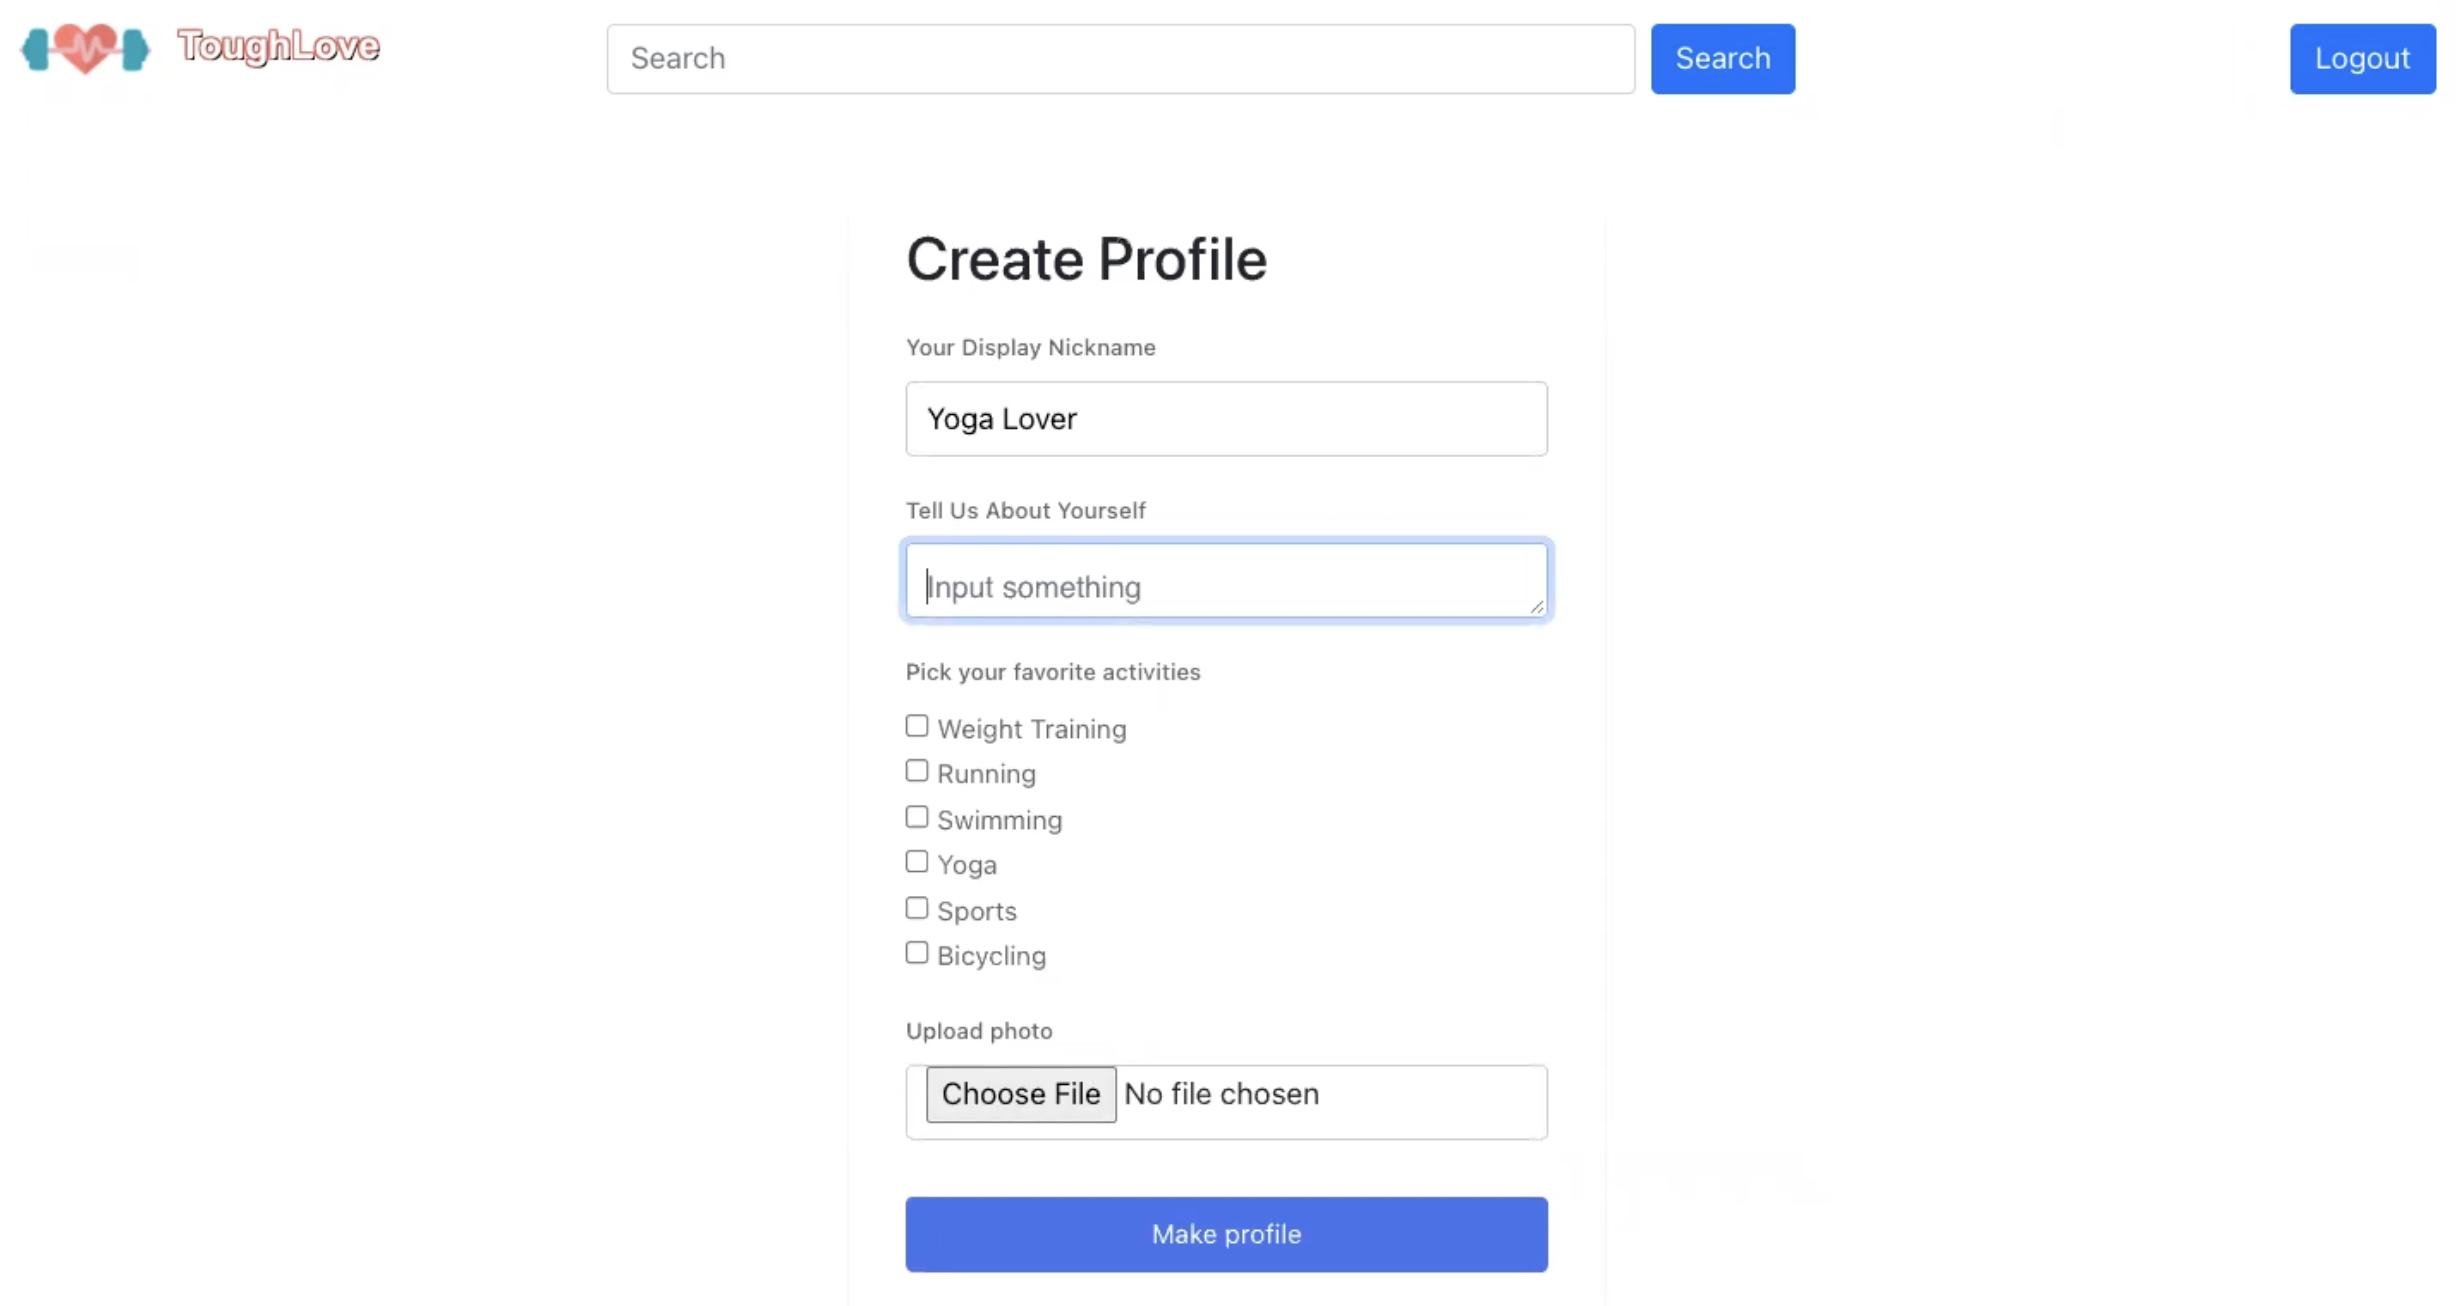 ToughLove
Search
Search
Logout
Create Profile
Your Display Nickname
Yoga Lover
Tell Us About Yourself
Input something
Pick your favorite activities
Weight Training
Running
Swimming
Yoga
Sports
Bicycling
Upload photo
Choose File No file chosen
Make profile